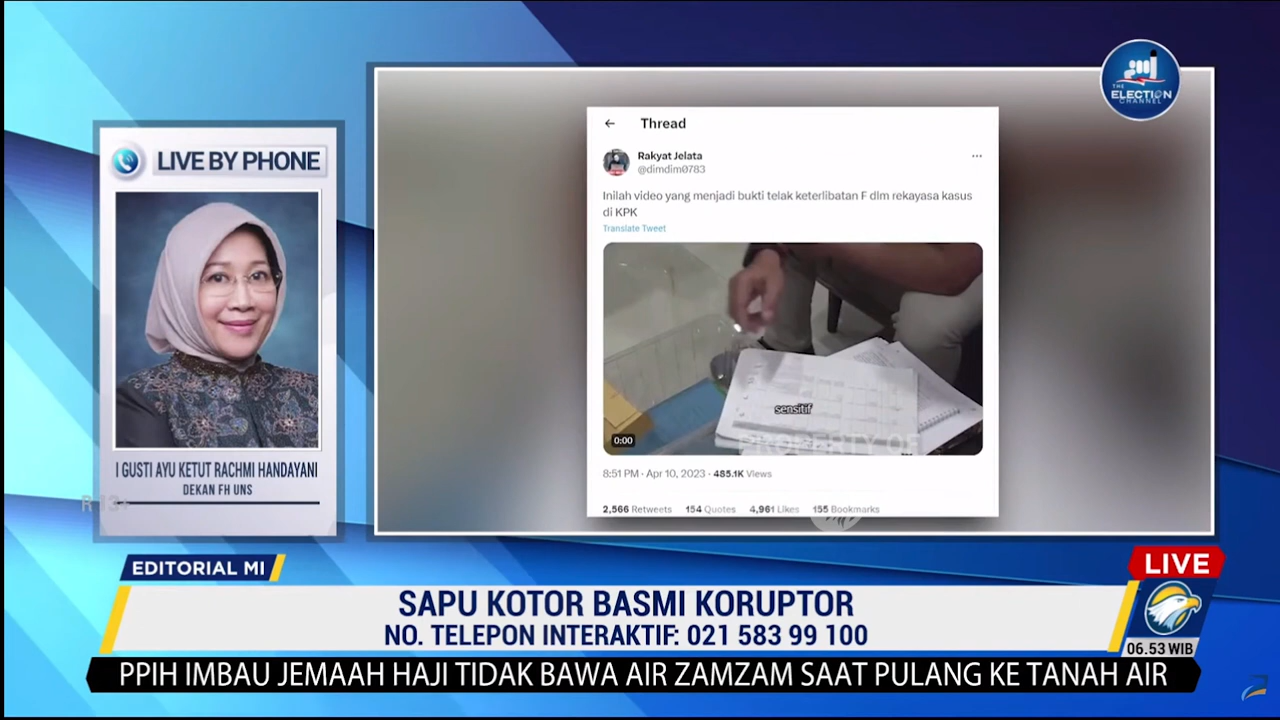 THE
ELECTION
CHANNEL
LIVE BY PHONE
I GUSTI AYU KETUT RACHMI HANDAYANI
DEKAN FH UNS
R 13+
Thread
Rakyat Jelata
@dimdim0783
Inilah video yang menjadi bukti telak keterlibatan F dlm rekayasa kasus
di KPK
Translate Tweet
sensitif
PROPERTY OF
0:00
8:51 PM · Apr 10, 2023 · 485.1K Views
2,566 Retweets 154 Quotes 4,961 Likes 155 Bookmarks
EDITORIAL MI
LIVE
SAPU KOTOR BASMI KORUPTOR
NO. TELEPON INTERAKTIF: 021 583 99 100
06.53 WIB
PPIH IMBAU JEMAAH HAJI TIDAK BAWA AIR ZAMZAM SAAT PULANG KE TANAH AIR